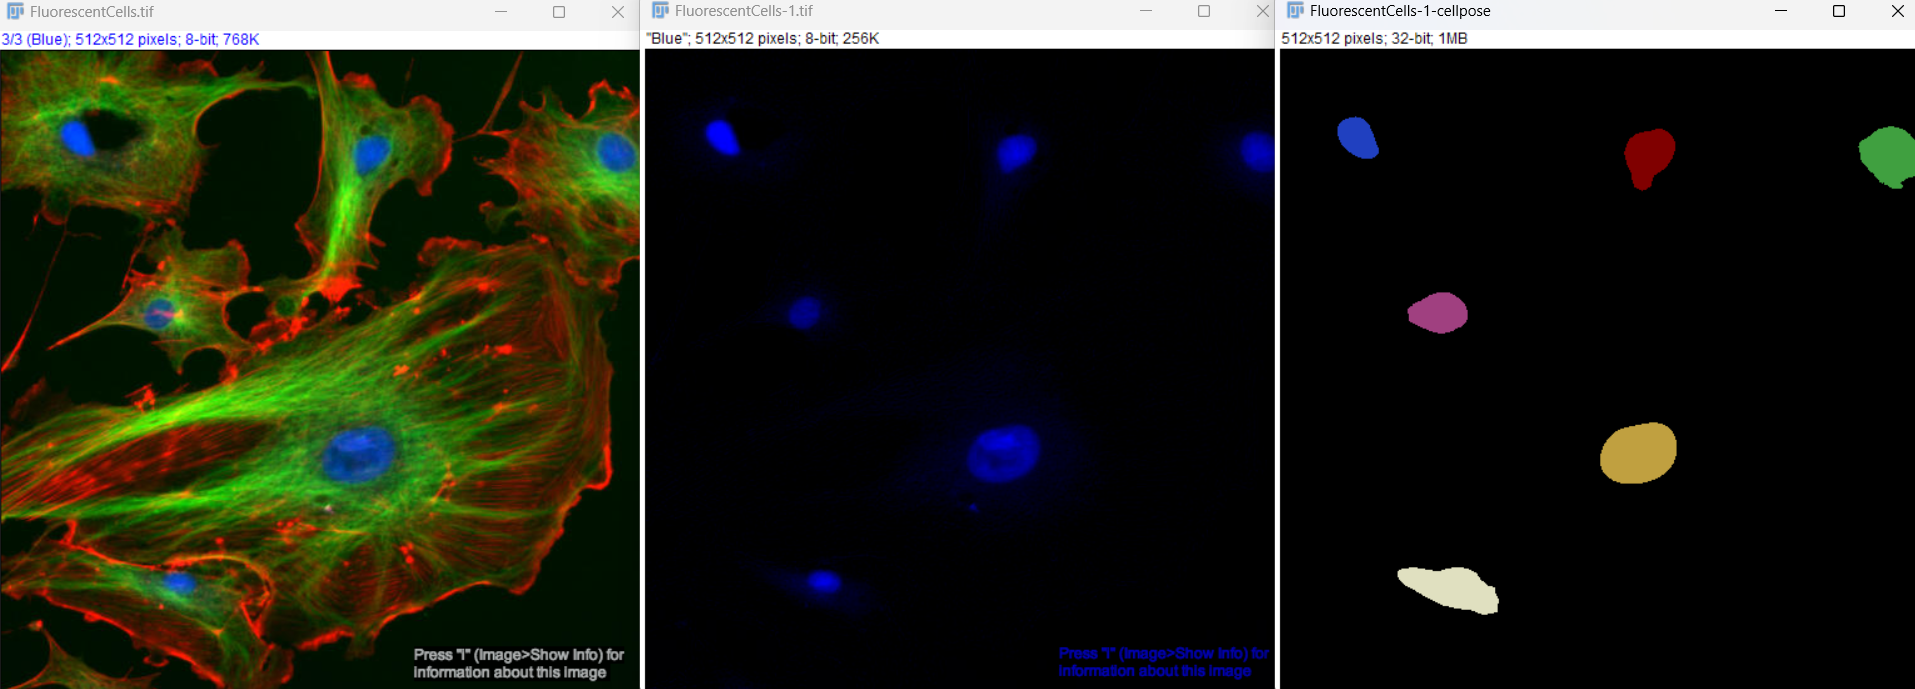 FluorescentCells.tif
3/3 (Blue); 512x512 pixels; 8-bit; 768K
Press "I" (Image>Show Info) for
information about this image
FluorescentCells-1.tif
"Blue"; 512x512 pixels; 8-bit; 256K
Press "I" (Image>Show Info) for
information about this image
FluorescentCells-1-cellpose
512x512 pixels; 32-bit; 1MB